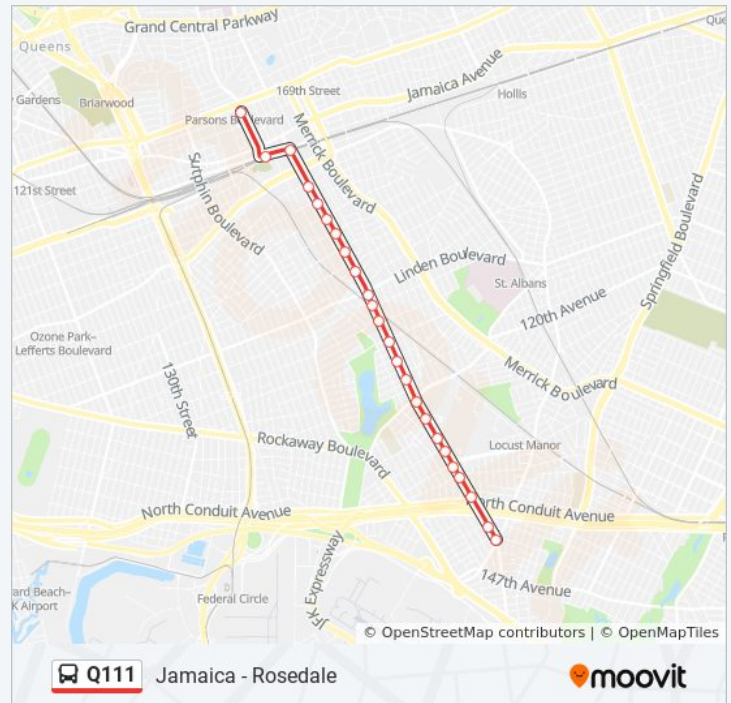 Grand Central Parkway
Queens
Que
169th Street
Jamaica Avenue
Gardens
Briarwood
Hollis
Parsons Boulevard
Merrick Boulevard
121st Street
Sutphin Boulevard
Springfield Boulevard
Linden Boulevard
St. Albans
120th Avenue
Ozone Park–
Lefferts Boulevard
130th Street
Merrick Boulevard
Rockaway Boulevard
Locust Manor
North Conduit Avenue
North Conduit Avenue
JFK Expressway
147th Avenue
ard Beach–
K Airport
Federal Circle
© OpenStreetMap contributors | © OpenMapTiles
Q111 Jamaica - Rosedale
moovit